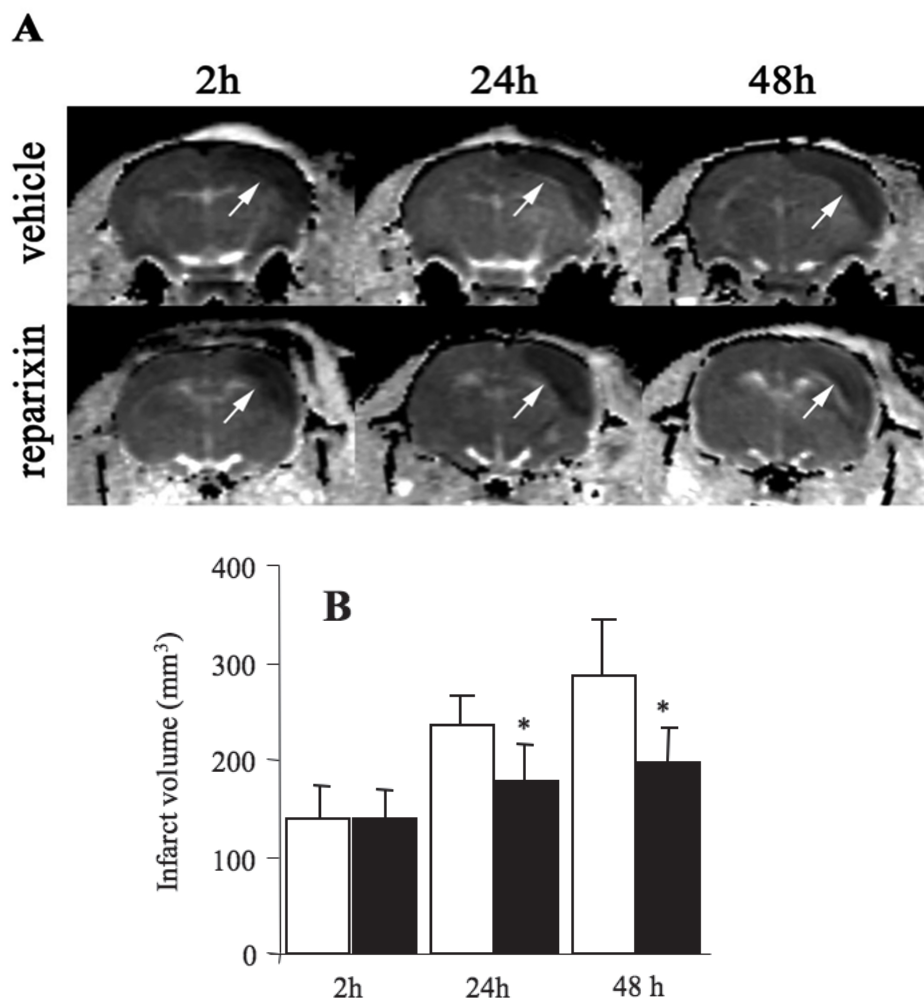 A
2h 24h 48h
vehicle
reparixin
B
Infarct volume (mm³)
400
300
200
100
0
*
*
2h 24h 48 h